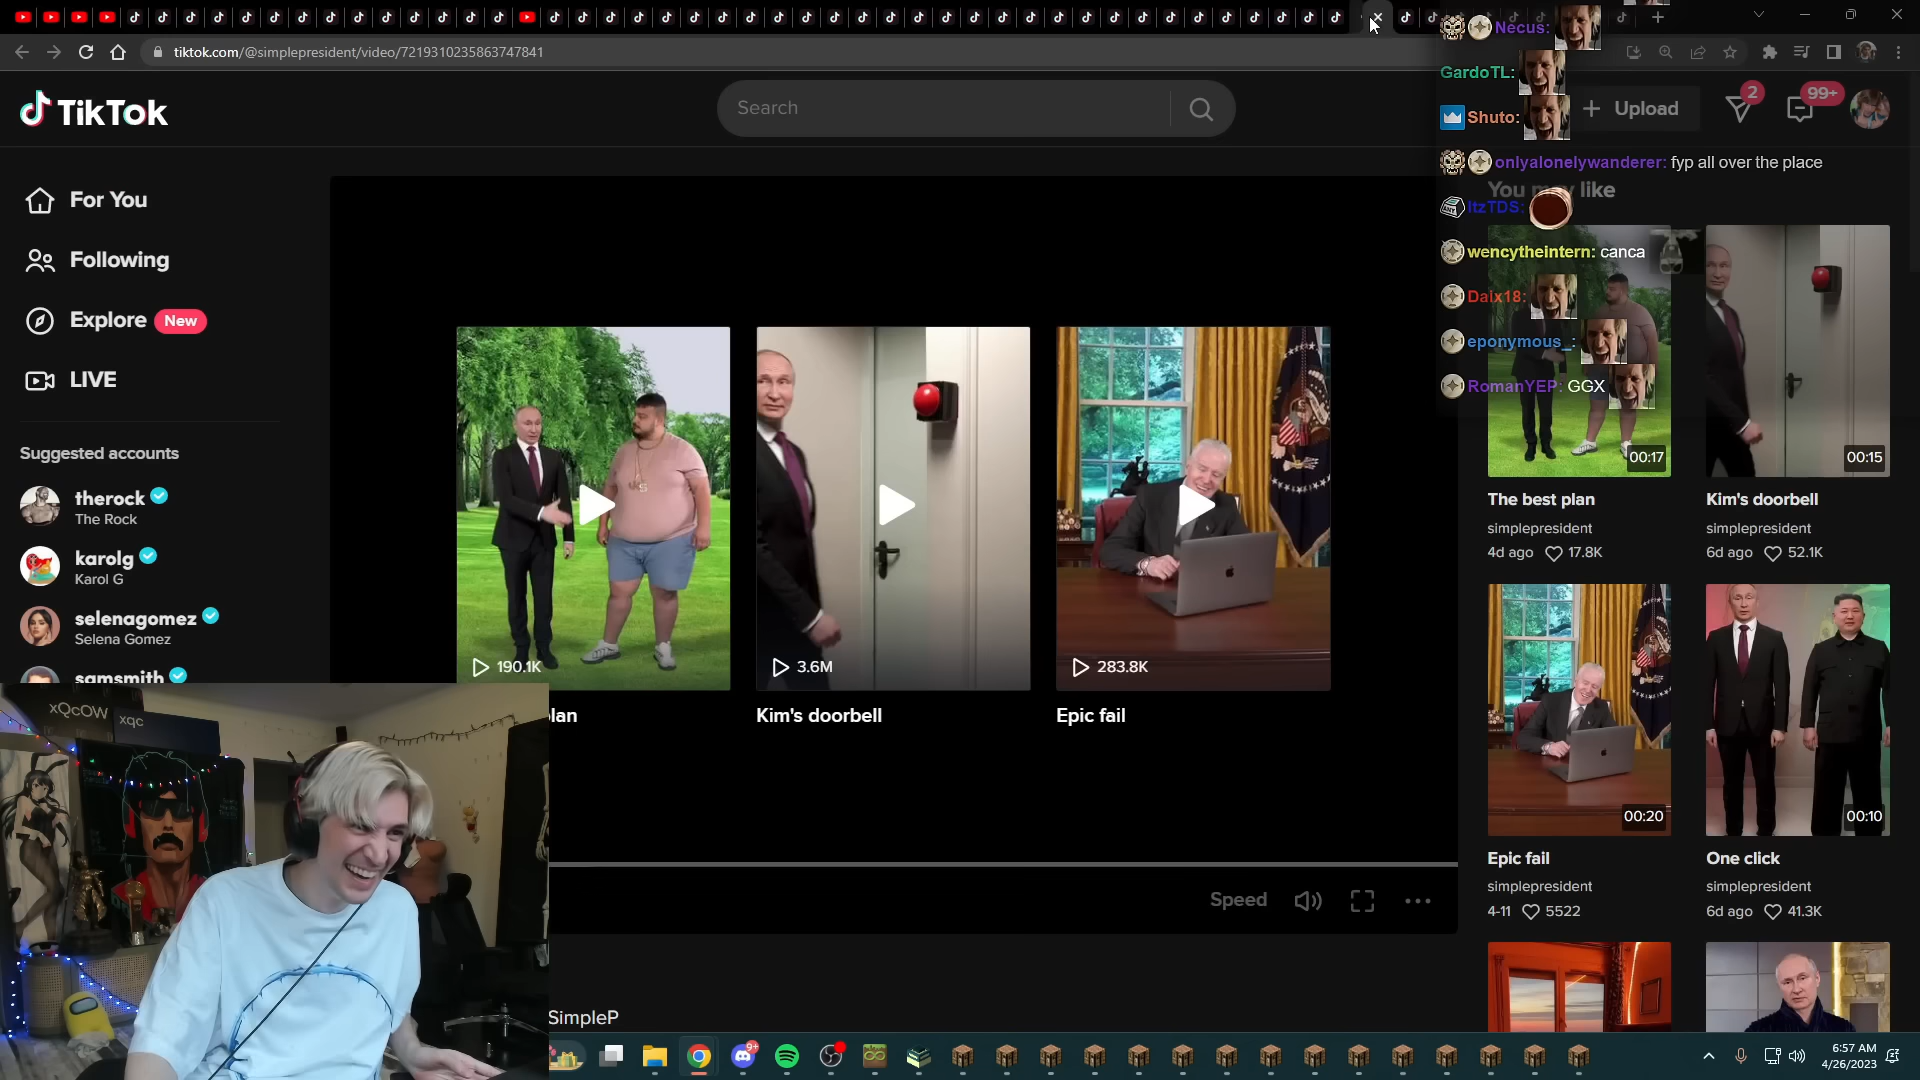 tiktok.com/@simplepresident/video/7219310235863747841
TikTok
Search
Upload
2
99+
Necus:
GardoTL:
Shuto:
onlyalonelywanderer: fyp all over the place
ItzTDS:
wencytheintern: canca
Daix18:
eponymous_:
RomanYEP: GGX
For You
Following
Explore New
LIVE
Suggested accounts
therock
The Rock
karolg
Karol G
selenagomez
Selena Gomez
samsmith
190.1K
3.6M
283.8K
lan
Kim's doorbell
Epic fail
You may like
00:17
00:15
The best plan
Kim's doorbell
simplepresident
simplepresident
4d ago 17.8K
6d ago 52.1K
00:20
00:10
Epic fail
One click
simplepresident
simplepresident
4-11 5522
6d ago 41.3K
Speed
SimpleP
xQcOW
xqc
9+
6:57 AM
4/26/2023